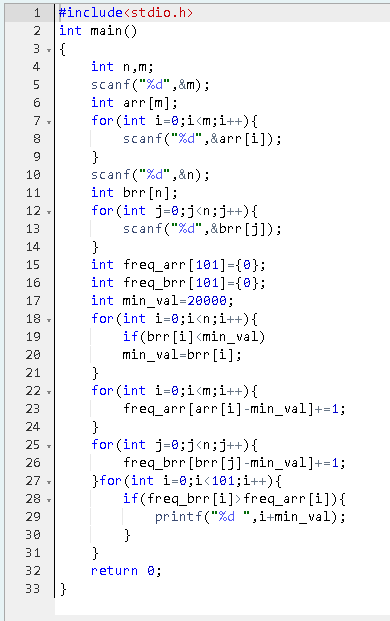 1 #include<stdio.h>
2 int main()
3 {
4 int n,m;
5 scanf("%d",&m);
6 int arr[m];
7 for(int i=0;i<m;i++){
8 scanf("%d",&arr[i]);
9 }
10 scanf("%d",&n);
11 int brr[n];
12 for(int j=0;j<n;j++){
13 scanf("%d",&brr[j]);
14 }
15 int freq_arr[101]={0};
16 int freq_brr[101]={0};
17 int min_val=20000;
18 for(int i=0;i<n;i++){
19 if(brr[i]<min_val)
20 min_val=brr[i];
21 }
22 for(int i=0;i<m;i++){
23 freq_arr[arr[i]-min_val]+=1;
24 }
25 for(int j=0;j<n;j++){
26 freq_brr[brr[j]-min_val]+=1;
27 }for(int i=0;i<101;i++){
28 if(freq_brr[i]>freq_arr[i]){
29 printf("%d ",i+min_val);
30 }
31 }
32 return 0;
33 }